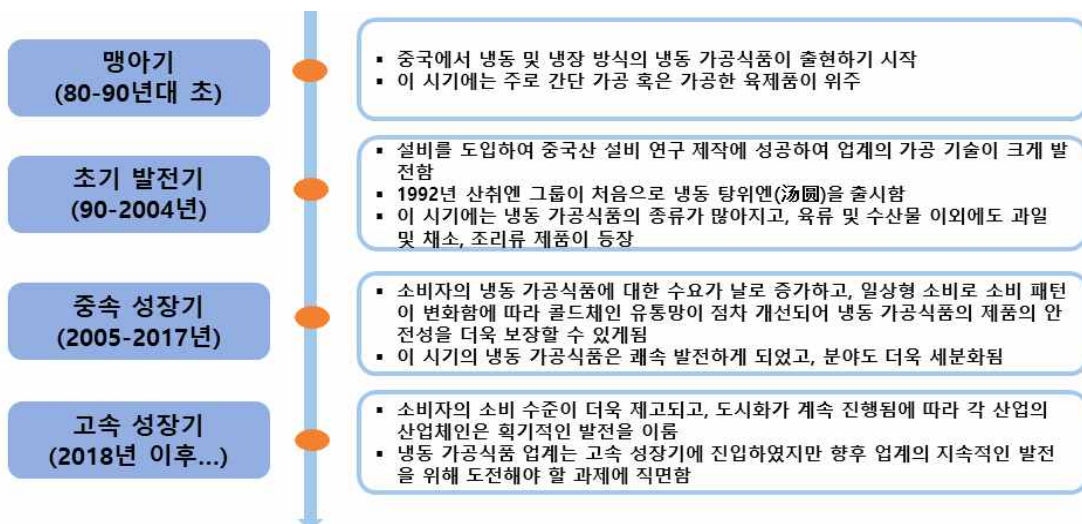 맹아기
(80-90년대 초)
▪ 중국에서 냉동 및 냉장 방식의 냉동 가공식품이 출현하기 시작
▪ 이 시기에는 주로 간단 가공 혹은 가공한 육제품이 위주
초기 발전기
(90-2004년)
▪ 설비를 도입하여 중국산 설비 연구 제작에 성공하여 업계의 가공 기술이 크게 발
전함
▪ 1992년 산취엔 그룹이 처음으로 냉동 탕위엔(汤圆)을 출시함
▪ 이 시기에는 냉동 가공식품의 종류가 많아지고, 육류 및 수산물 이외에도 과일
및 채소, 조리류 제품이 등장
중속 성장기
(2005-2017년)
▪ 소비자의 냉동 가공식품에 대한 수요가 날로 증가하고, 일상형 소비로 소비 패턴
이 변화함에 따라 콜드체인 유통망이 점차 개선되어 냉동 가공식품의 제품의 안
전성을 더욱 보장할 수 있게됨
▪ 이 시기의 냉동 가공식품은 쾌속 발전하게 되었고, 분야도 더욱 세분화됨
고속 성장기
(2018년 이후...)
▪ 소비자의 소비 수준이 더욱 제고되고, 도시화가 계속 진행됨에 따라 각 산업의
산업체인은 획기적인 발전을 이룸
▪ 냉동 가공식품 업계는 고속 성장기에 진입하였지만 향후 업계의 지속적인 발전
을 위해 도전해야 할 과제에 직면함